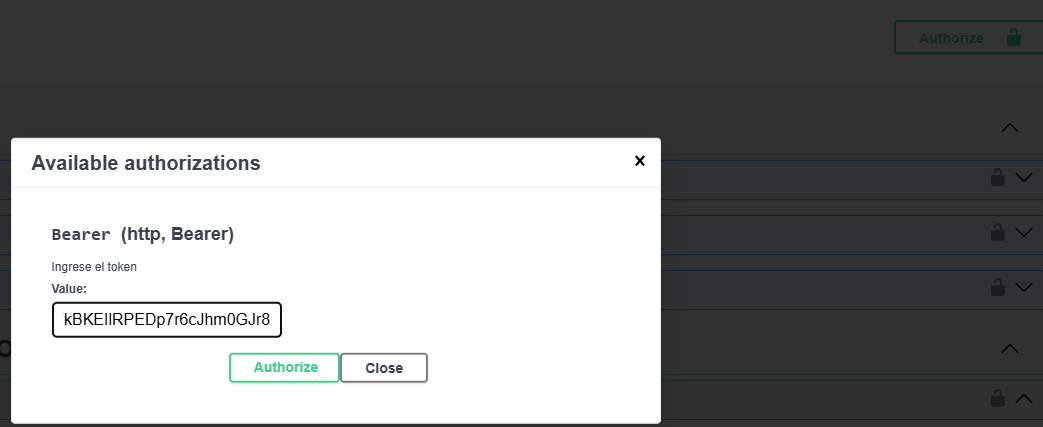 Authorize
Available authorizations
Bearer (http, Bearer)
Ingrese el token
Value:
kBKEIlRPEDp7r6cJhm0GJr8
Authorize Close